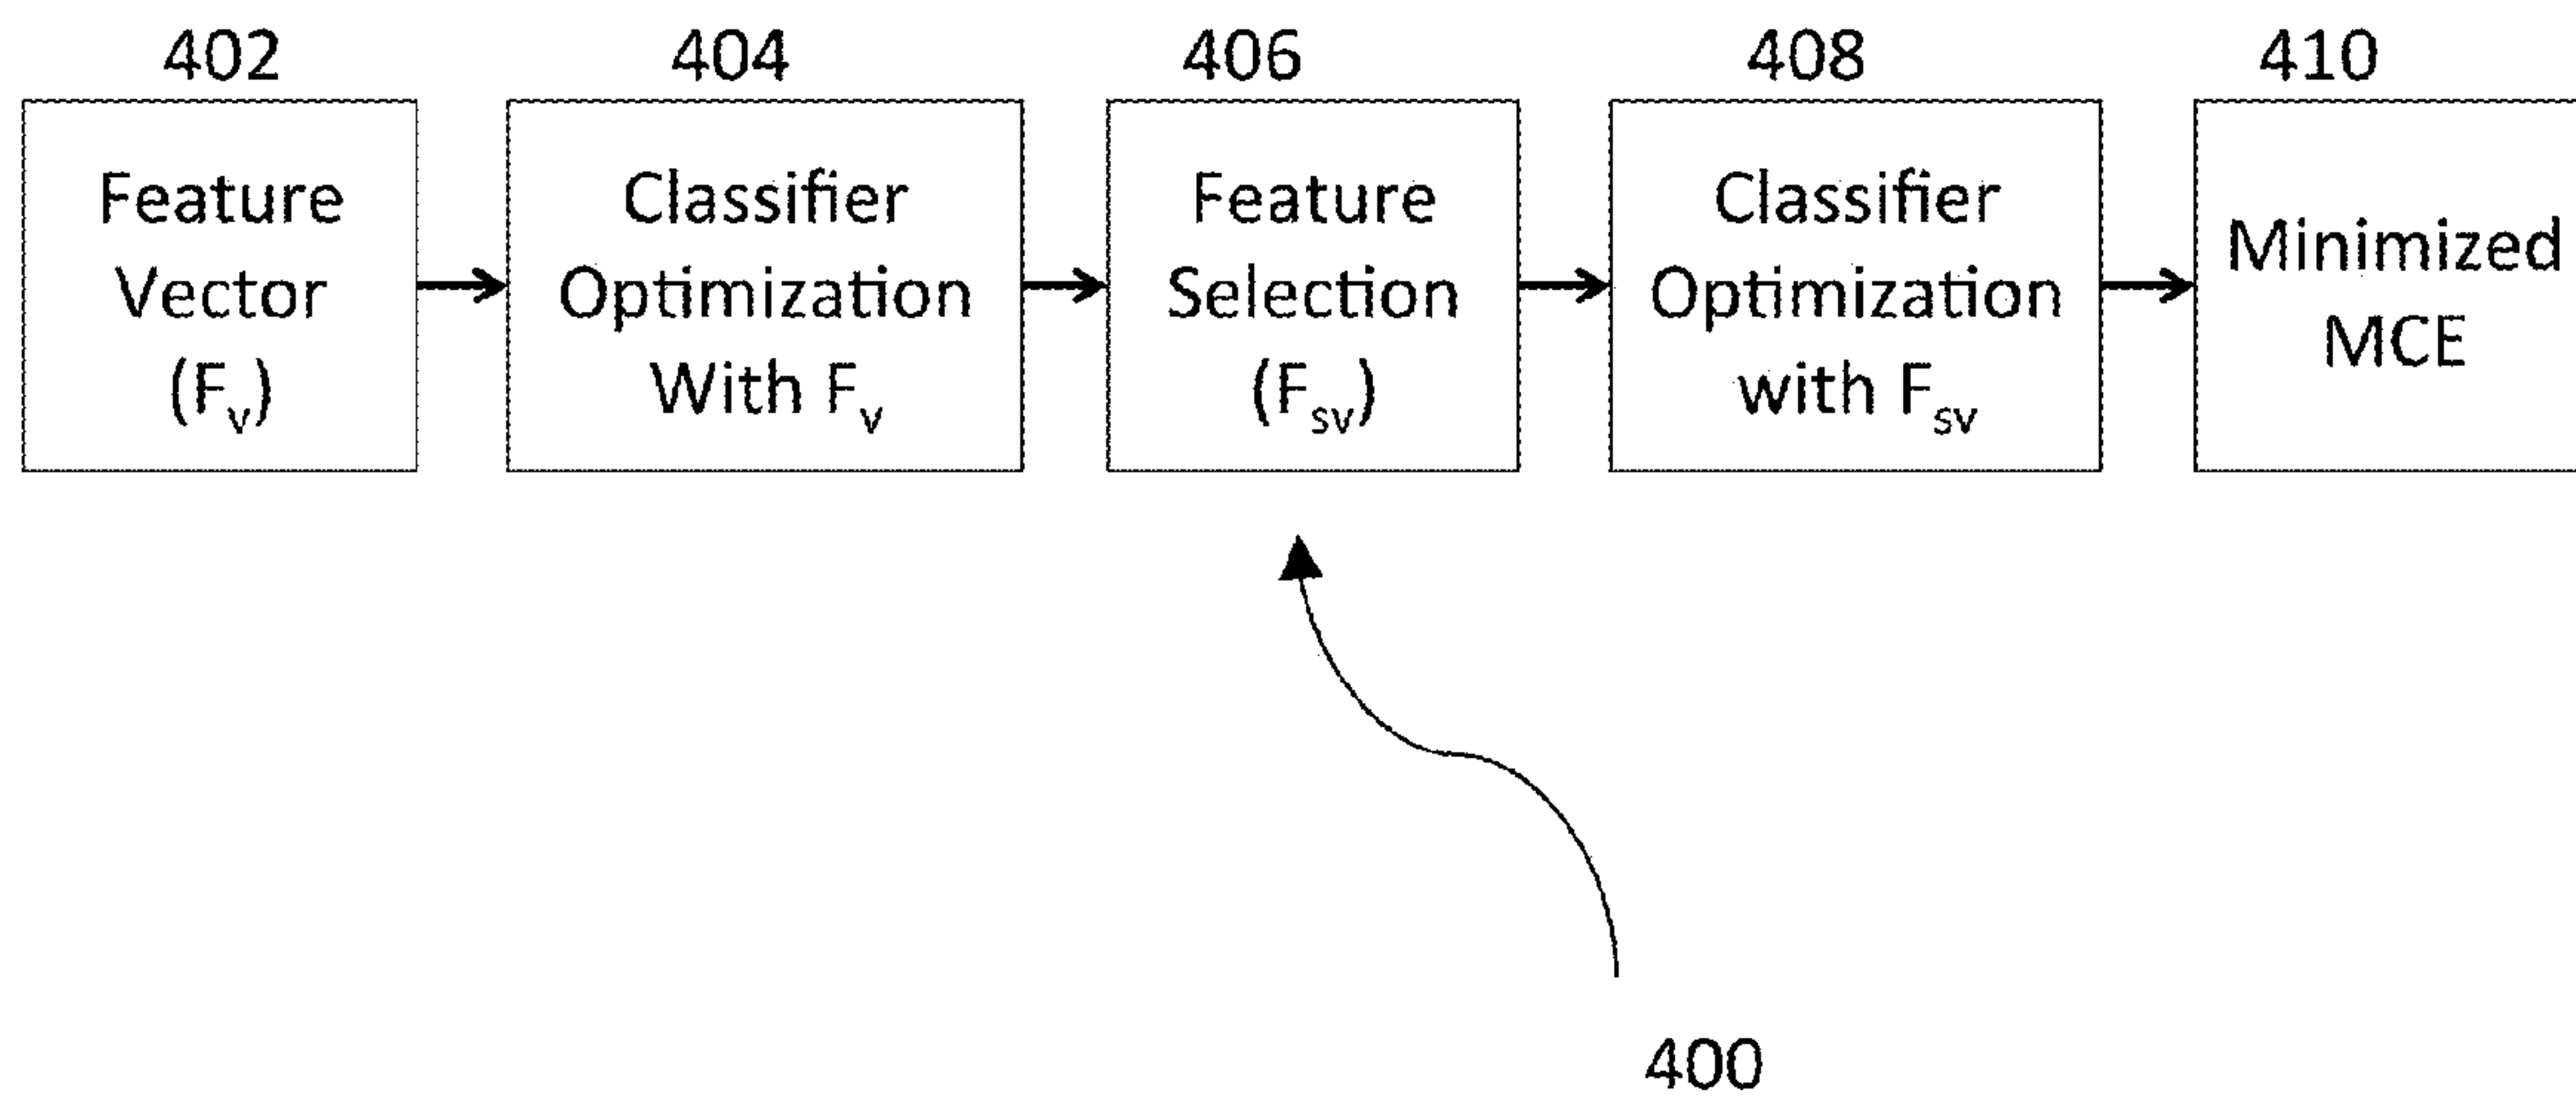 402
404
406
408
410
Feature
Vector
(Fv)
Classifier
Optimization
With Fv
Feature
Selection
(Fsv)
Classifier
Optimization
with Fsv
Minimized
MCE
400